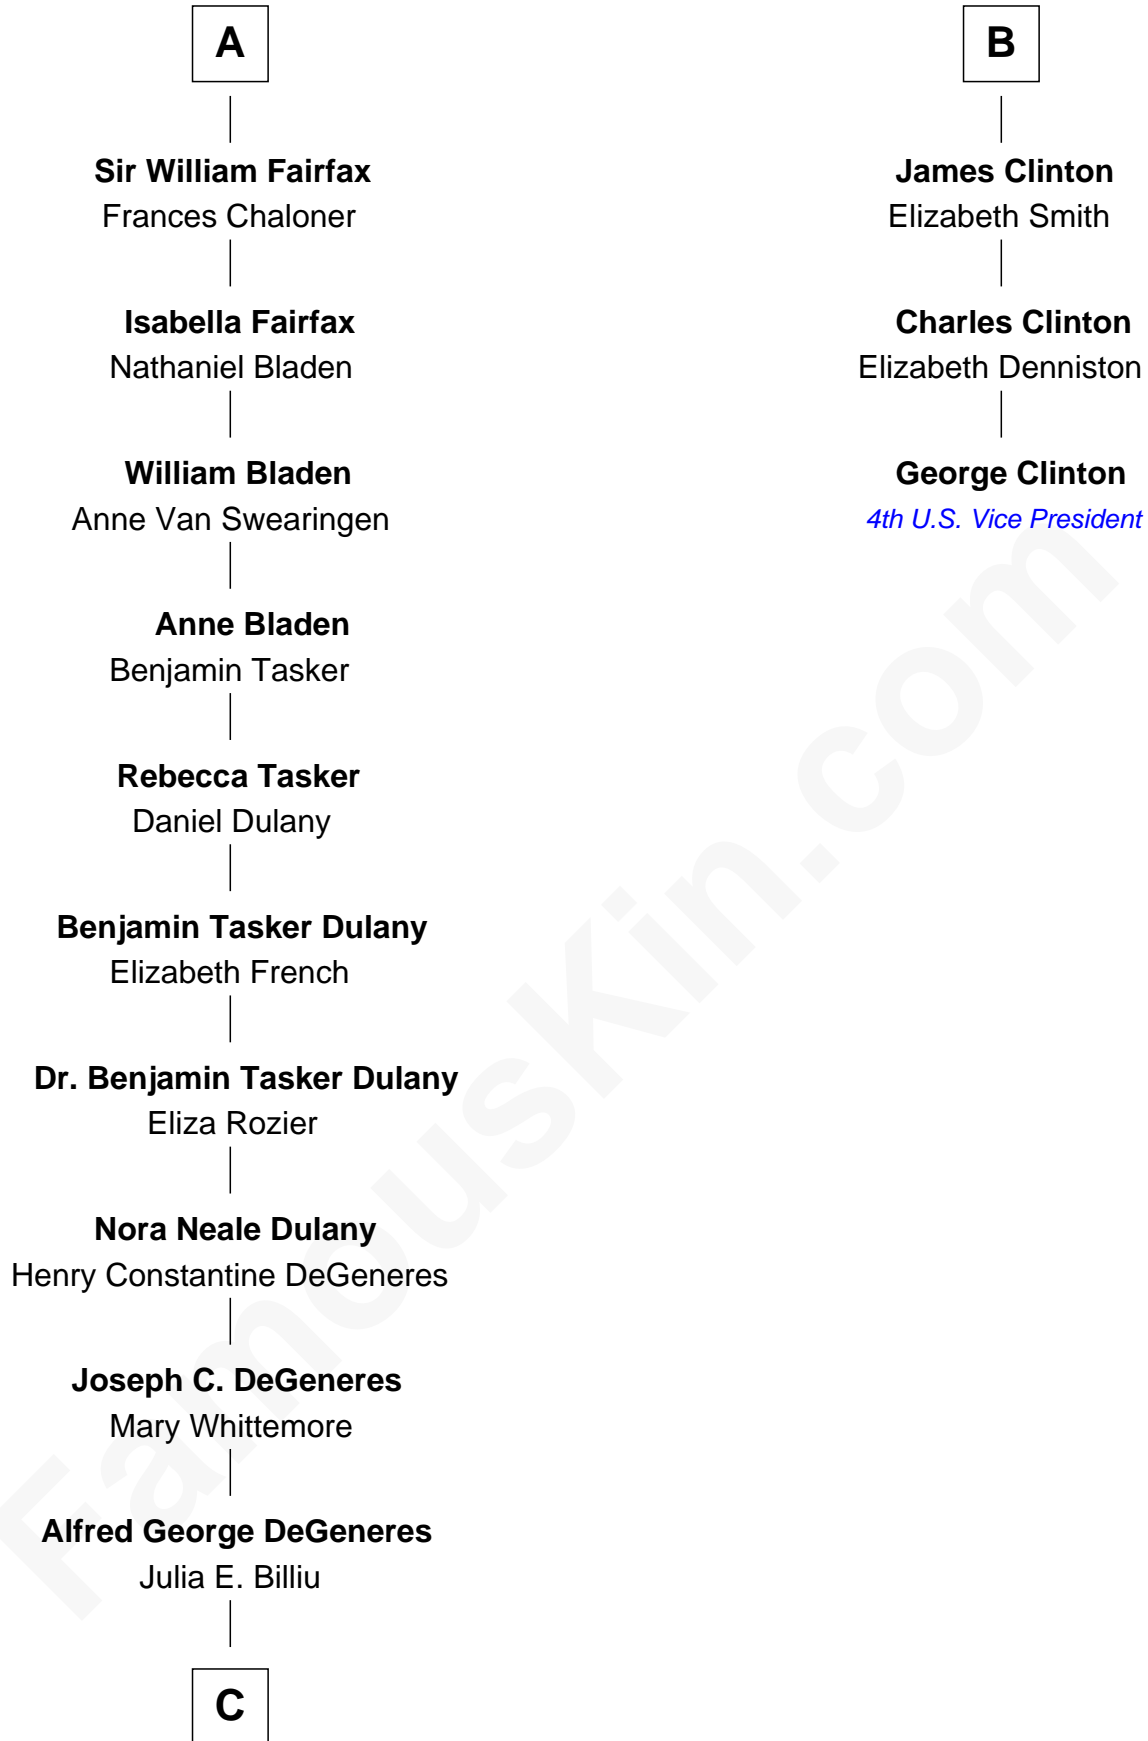 A
Sir William Fairfax
Frances Chaloner
Isabella Fairfax
Nathaniel Bladen
William Bladen
Anne Van Swearingen
Anne Bladen
Benjamin Tasker
Rebecca Tasker
Daniel Dulany
Benjamin Tasker Dulany
Elizabeth French
Dr. Benjamin Tasker Dulany
Eliza Rozier
Nora Neale Dulany
Henry Constantine DeGeneres
Joseph C. DeGeneres
Mary Whittemore
Alfred George DeGeneres
Julia E. Billiu
C
B
James Clinton
Elizabeth Smith
Charles Clinton
Elizabeth Denniston
George Clinton
4th U.S. Vice President
FamousKin.com